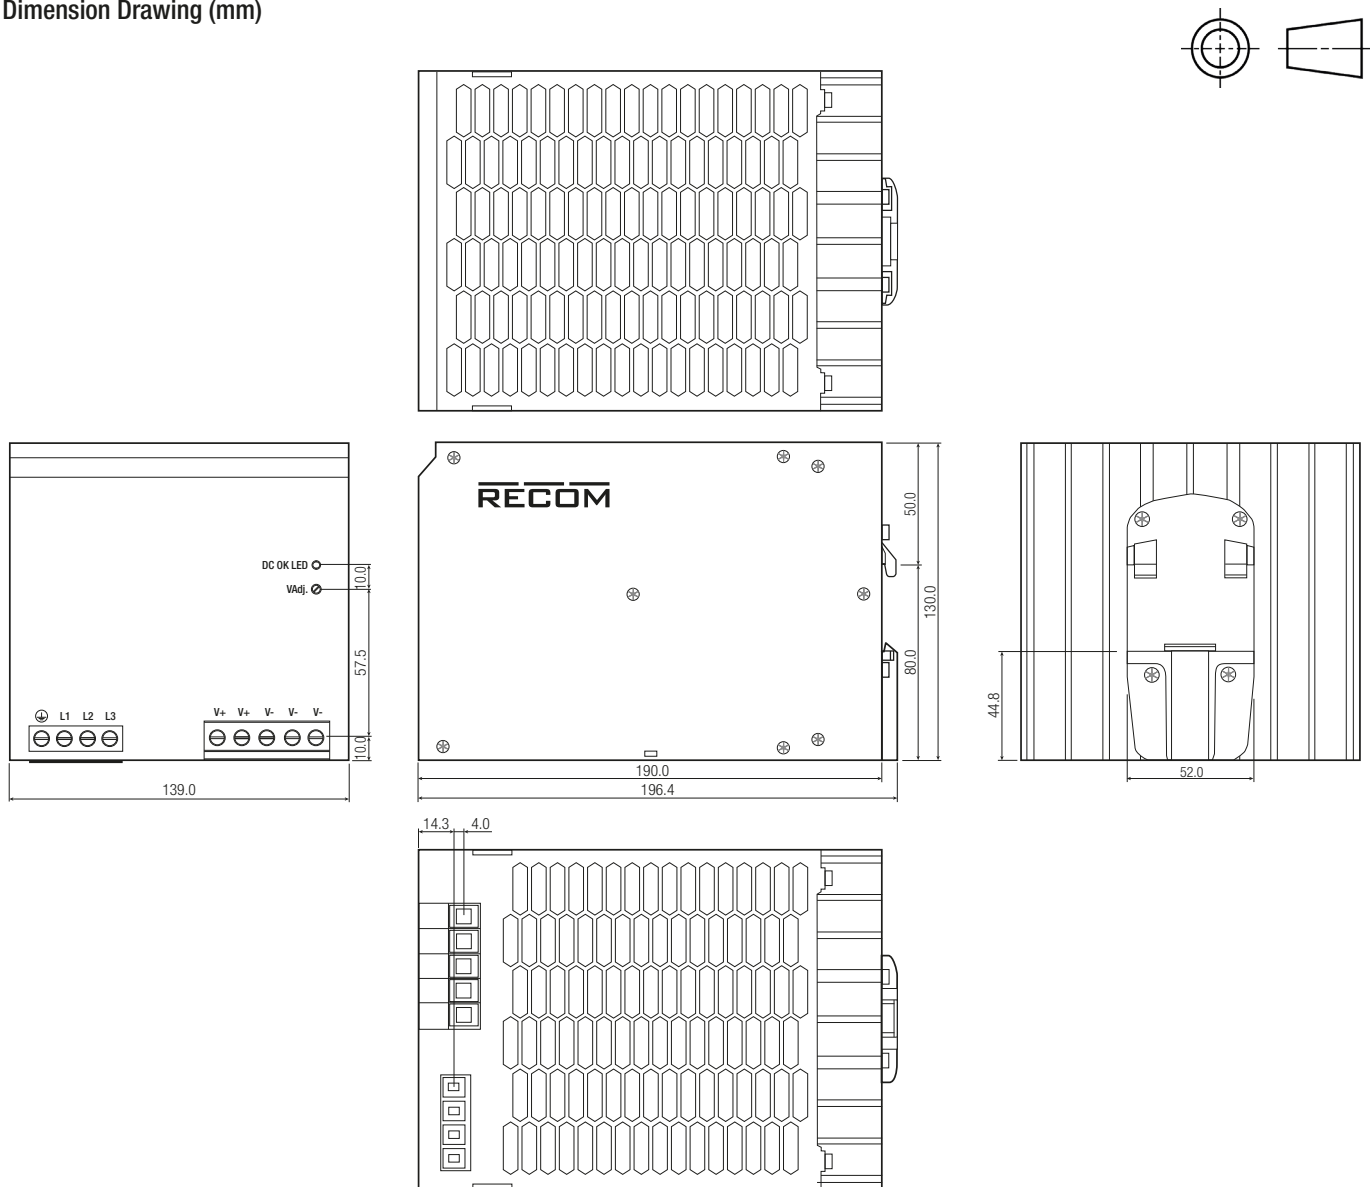 Dimension Drawing (mm)
DC OK LED
10.0
VAdj.
57.5
L1 L2 L3
V+ V+ V- V- V-
10.0
139.0
RECOM
50.0
130.0
80.0
190.0
196.4
44.8
52.0
14.3 4.0